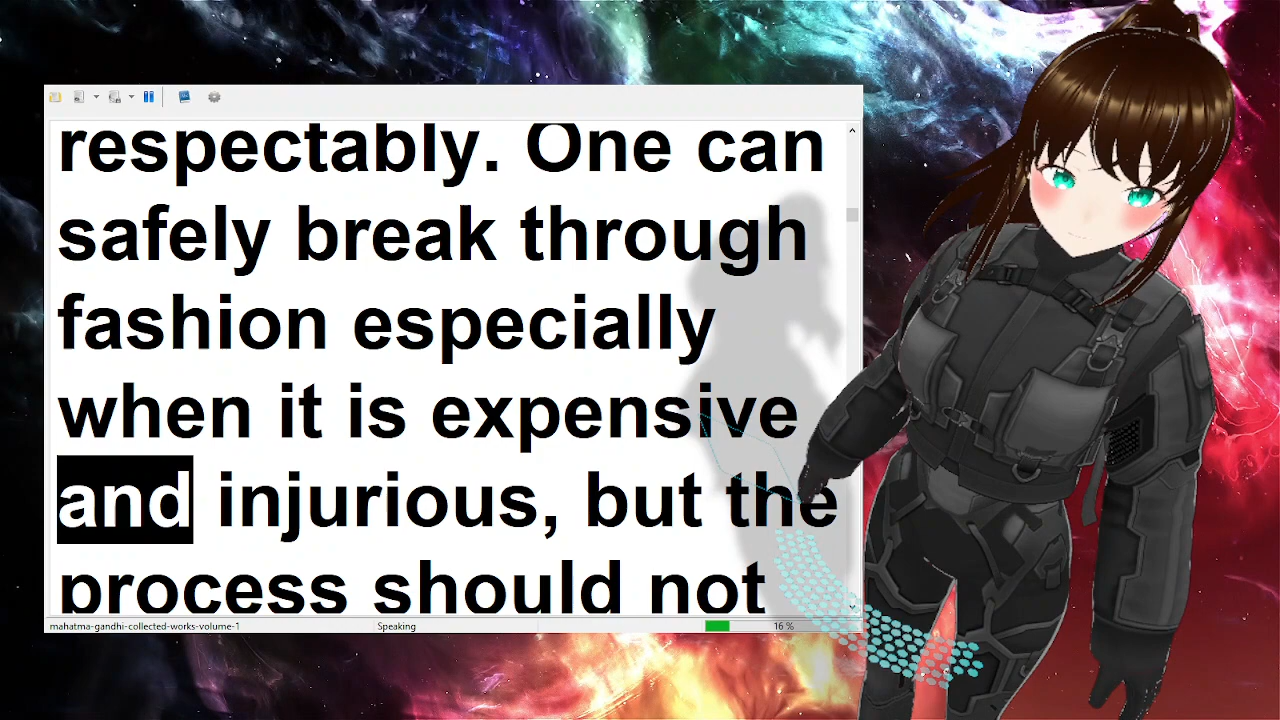 respectably. One can
safely break through
fashion especially
when it is expensive
and injurious, but the
process should not
mahatma-gandhi-collected-works-volume-1 Speaking 16 %